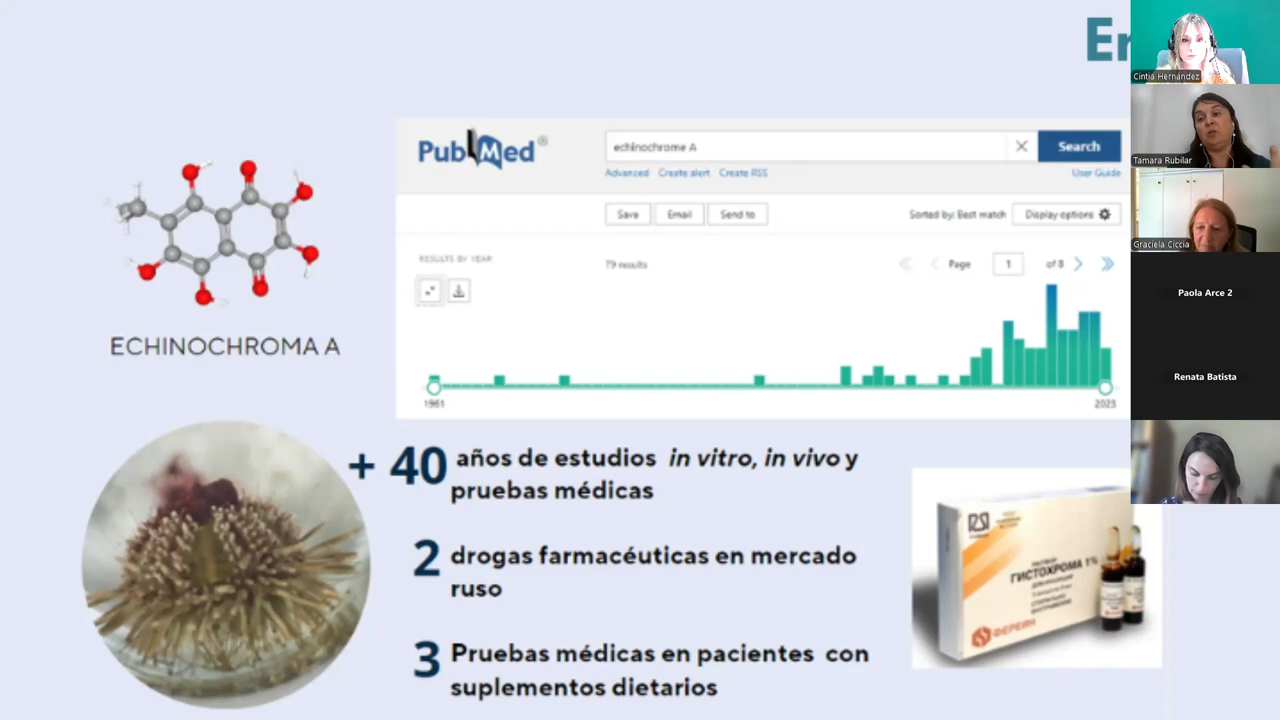 Er
PubMed®
echinochrome A
Search
Advanced Create alert Create RSS
User Guide
Save Email Send to
Sorted by: Best match Display options
RESULTS BY YEAR
79 results
Page 1 of 8
1961
2023
ECHINOCHROMA A
+ 40 años de estudios in vitro, in vivo y
pruebas médicas
2 drogas farmacéuticas en mercado
ruso
3 Pruebas médicas en pacientes con
suplementos dietarios
ГИСТОХРОМА 1%
ФЕРЕЙН
Cintia Hernández
Tamara Rubilar
Graciela Ciccia
Paola Arce 2
Renata Batista